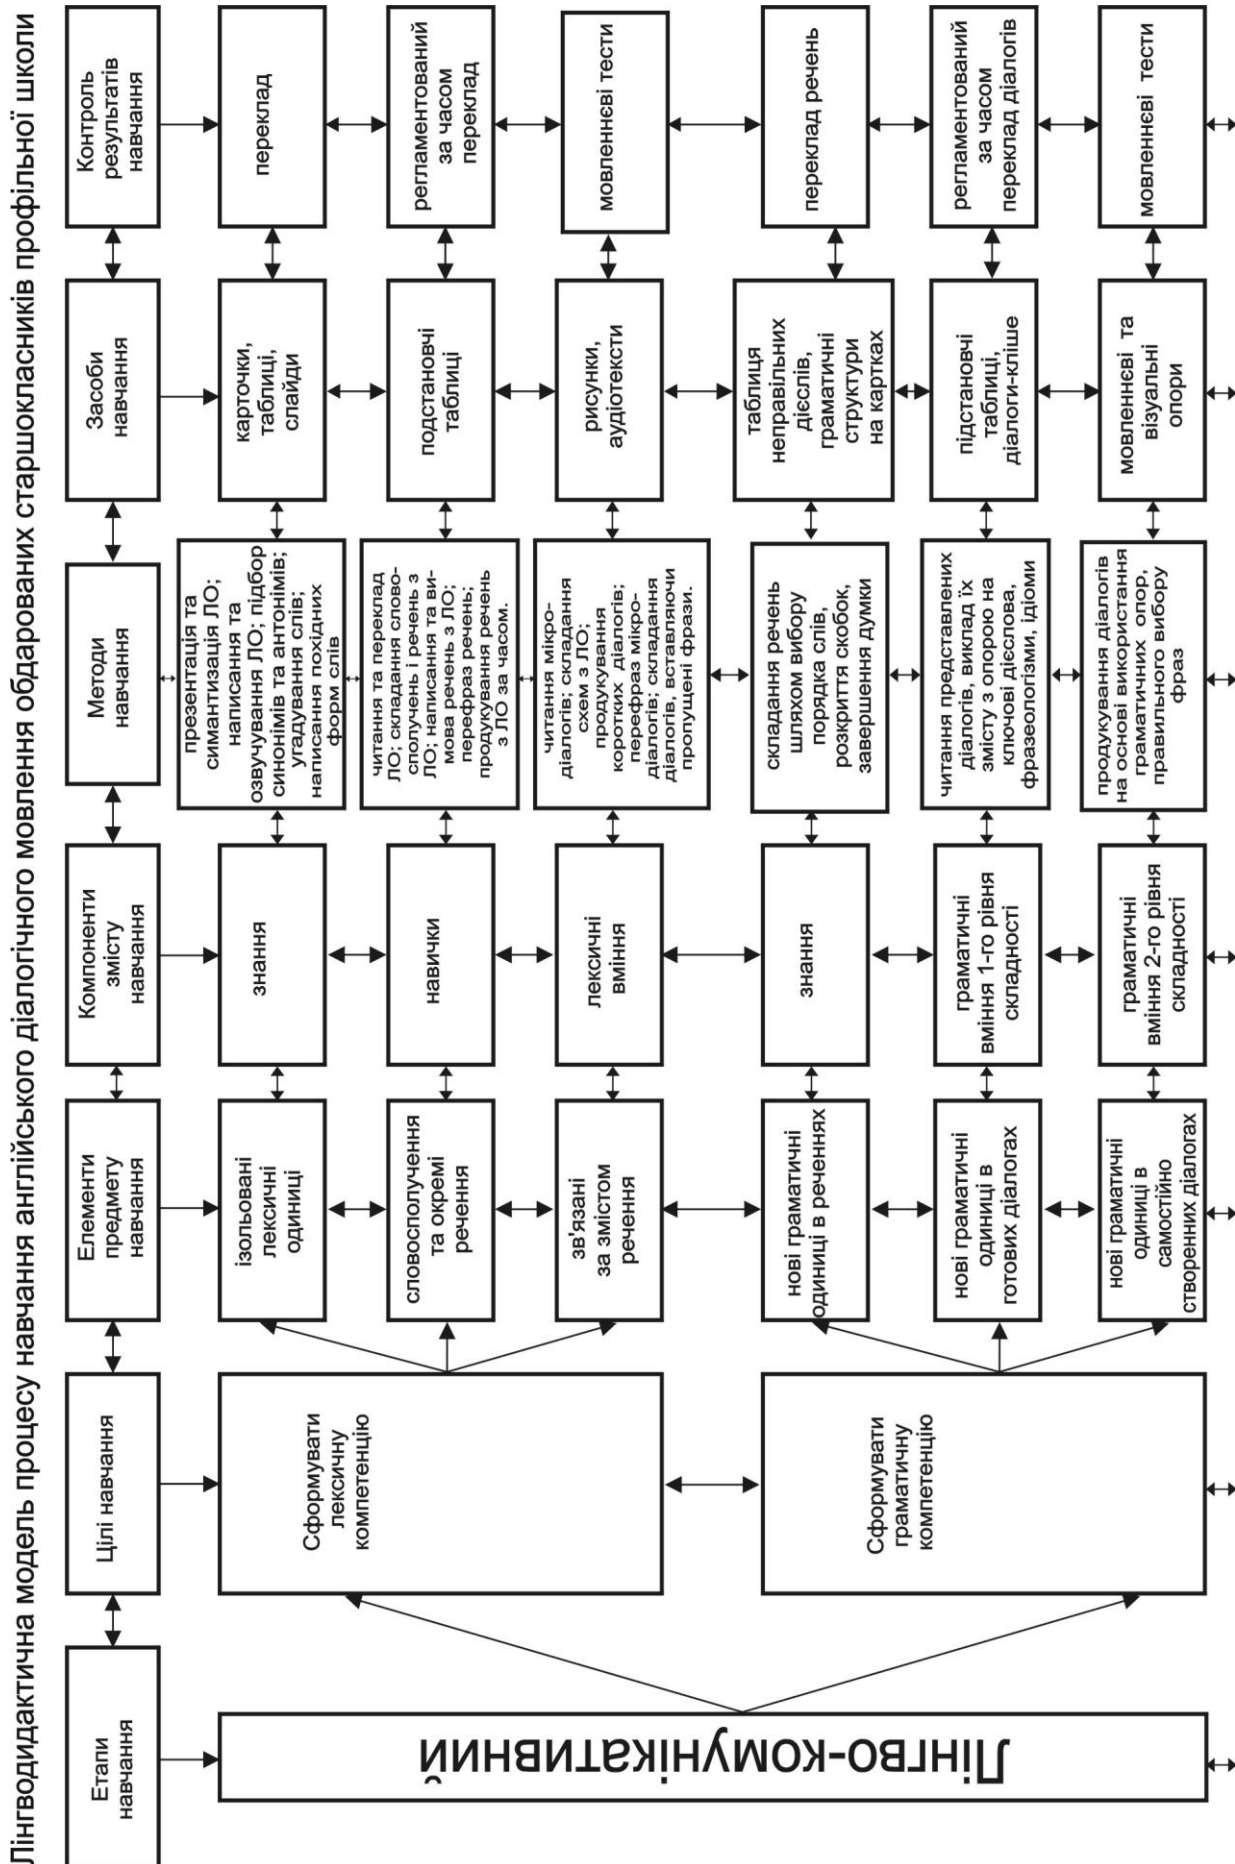 Лінгводидактична модель процесу навчання англійського діалогічного мовлення обдарованих старшокласників профільної школи
Етапи
навчання
Цілі навчання
Елементи
предмету
навчання
Компоненти
змісту
навчання
Методи
навчання
Засоби
навчання
Контроль
результатів
навчання
Лінгво-комунікативний
Сформувати
лексичну
компетенцію
ізольовані
лексичні
одиниці
знання
презентація та
симантизація ЛО;
написання та
озвучування ЛО; підбор
синонімів та антонімів;
угадування слів;
написання похідних
форм слів
карточки,
таблиці,
слайди
переклад
словосполучення
та окремі
речення
навички
читання та переклад
ЛО; складання слово-
сполучень і речень з
ЛО; написання та ви-
мова речень з ЛО;
перефраз речень;
продукування речень
з ЛО за часом.
подстановчі
таблиці
регламентований
за часом
переклад
зв'язані
за змістом
речення
лексичні
вміння
читання мікро-
діалогів; складання
схем з ЛО;
продукування
коротких діалогів;
перефраз мікро-
діалогів; складання
діалогів, вставляючи
пропущені фрази.
рисунки,
аудіотексти
мовленнєві тести
Сформувати
граматичну
компетенцію
нові граматичні
одиниці в реченнях
знання
складання речень
шляхом вибору
порядка слів,
розкриття скобок,
завершення думки
таблиця
неправільних
дієслів,
граматичні
структури
на картках
переклад речень
нові граматичні
одиниці в
готових діалогах
граматичні
вміння 1-го рівня
складності
читання представлених
діалогів, виклад їх
змісту з опорою на
ключові дієслова,
фразеологізми, ідіоми
підстановчі
таблиці,
діалоги-кліше
регламентований
за часом
переклад діалогів
нові граматичні
одиниці в
самостійно
створенних діалогах
граматичні
вміння 2-го рівня
складності
продукування діалогів
на основі використання
граматичних опор,
правильного вибору
фраз
мовленнєві та
візуальні
опори
мовленнєві тести